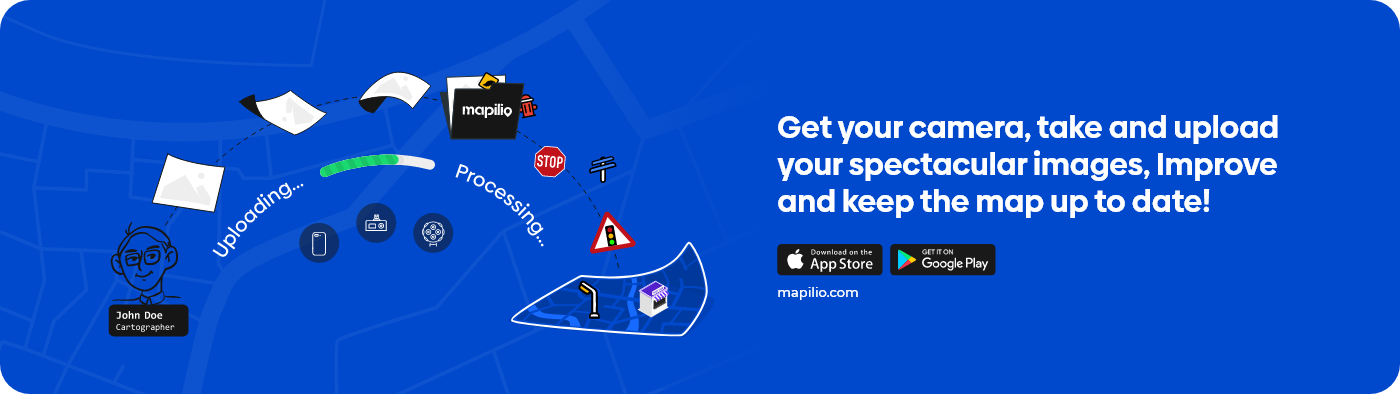 mapilio
STOP
Uploading...
Processing...
John Doe
Cartographer
Get your camera, take and upload
your spectacular images, Improve
and keep the map up to date!
Download on the
App Store
GET IT ON
Google Play
mapilio.com